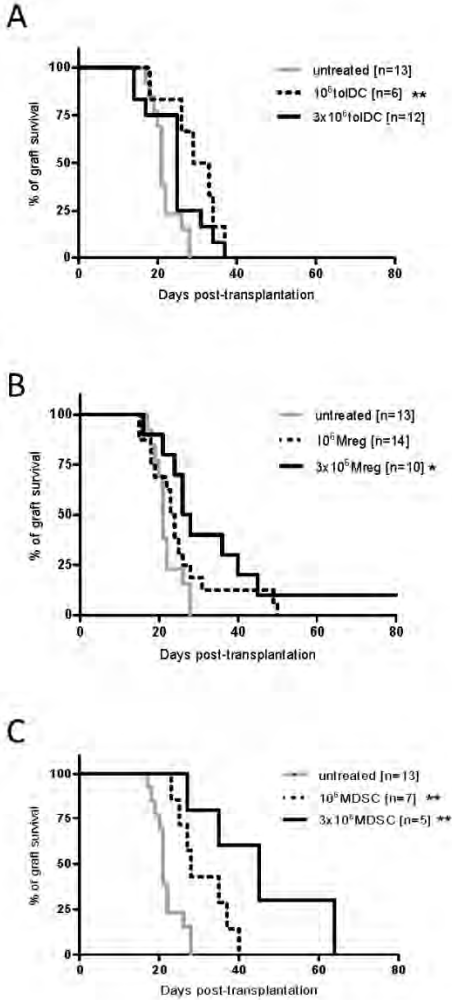 A
% of graft survival
100
75
50
25
0
untreated [n=13]
10⁶tolDC [n=6] **
3x10⁶tolDC [n=12]
0 20 40 60 80
Days post-transplantation
B
% of graft survival
100
75
50
25
0
untreated [n=13]
10⁶Mreg [n=14]
3x10⁶Mreg [n=10] *
0 20 40 60 80
Days post-transplantation
C
% of graft survival
100
75
50
25
0
untreated [n=13]
10⁶MDSC [n=7] **
3x10⁶MDSC [n=5] **
0 20 40 60 80
Days post-transplantation